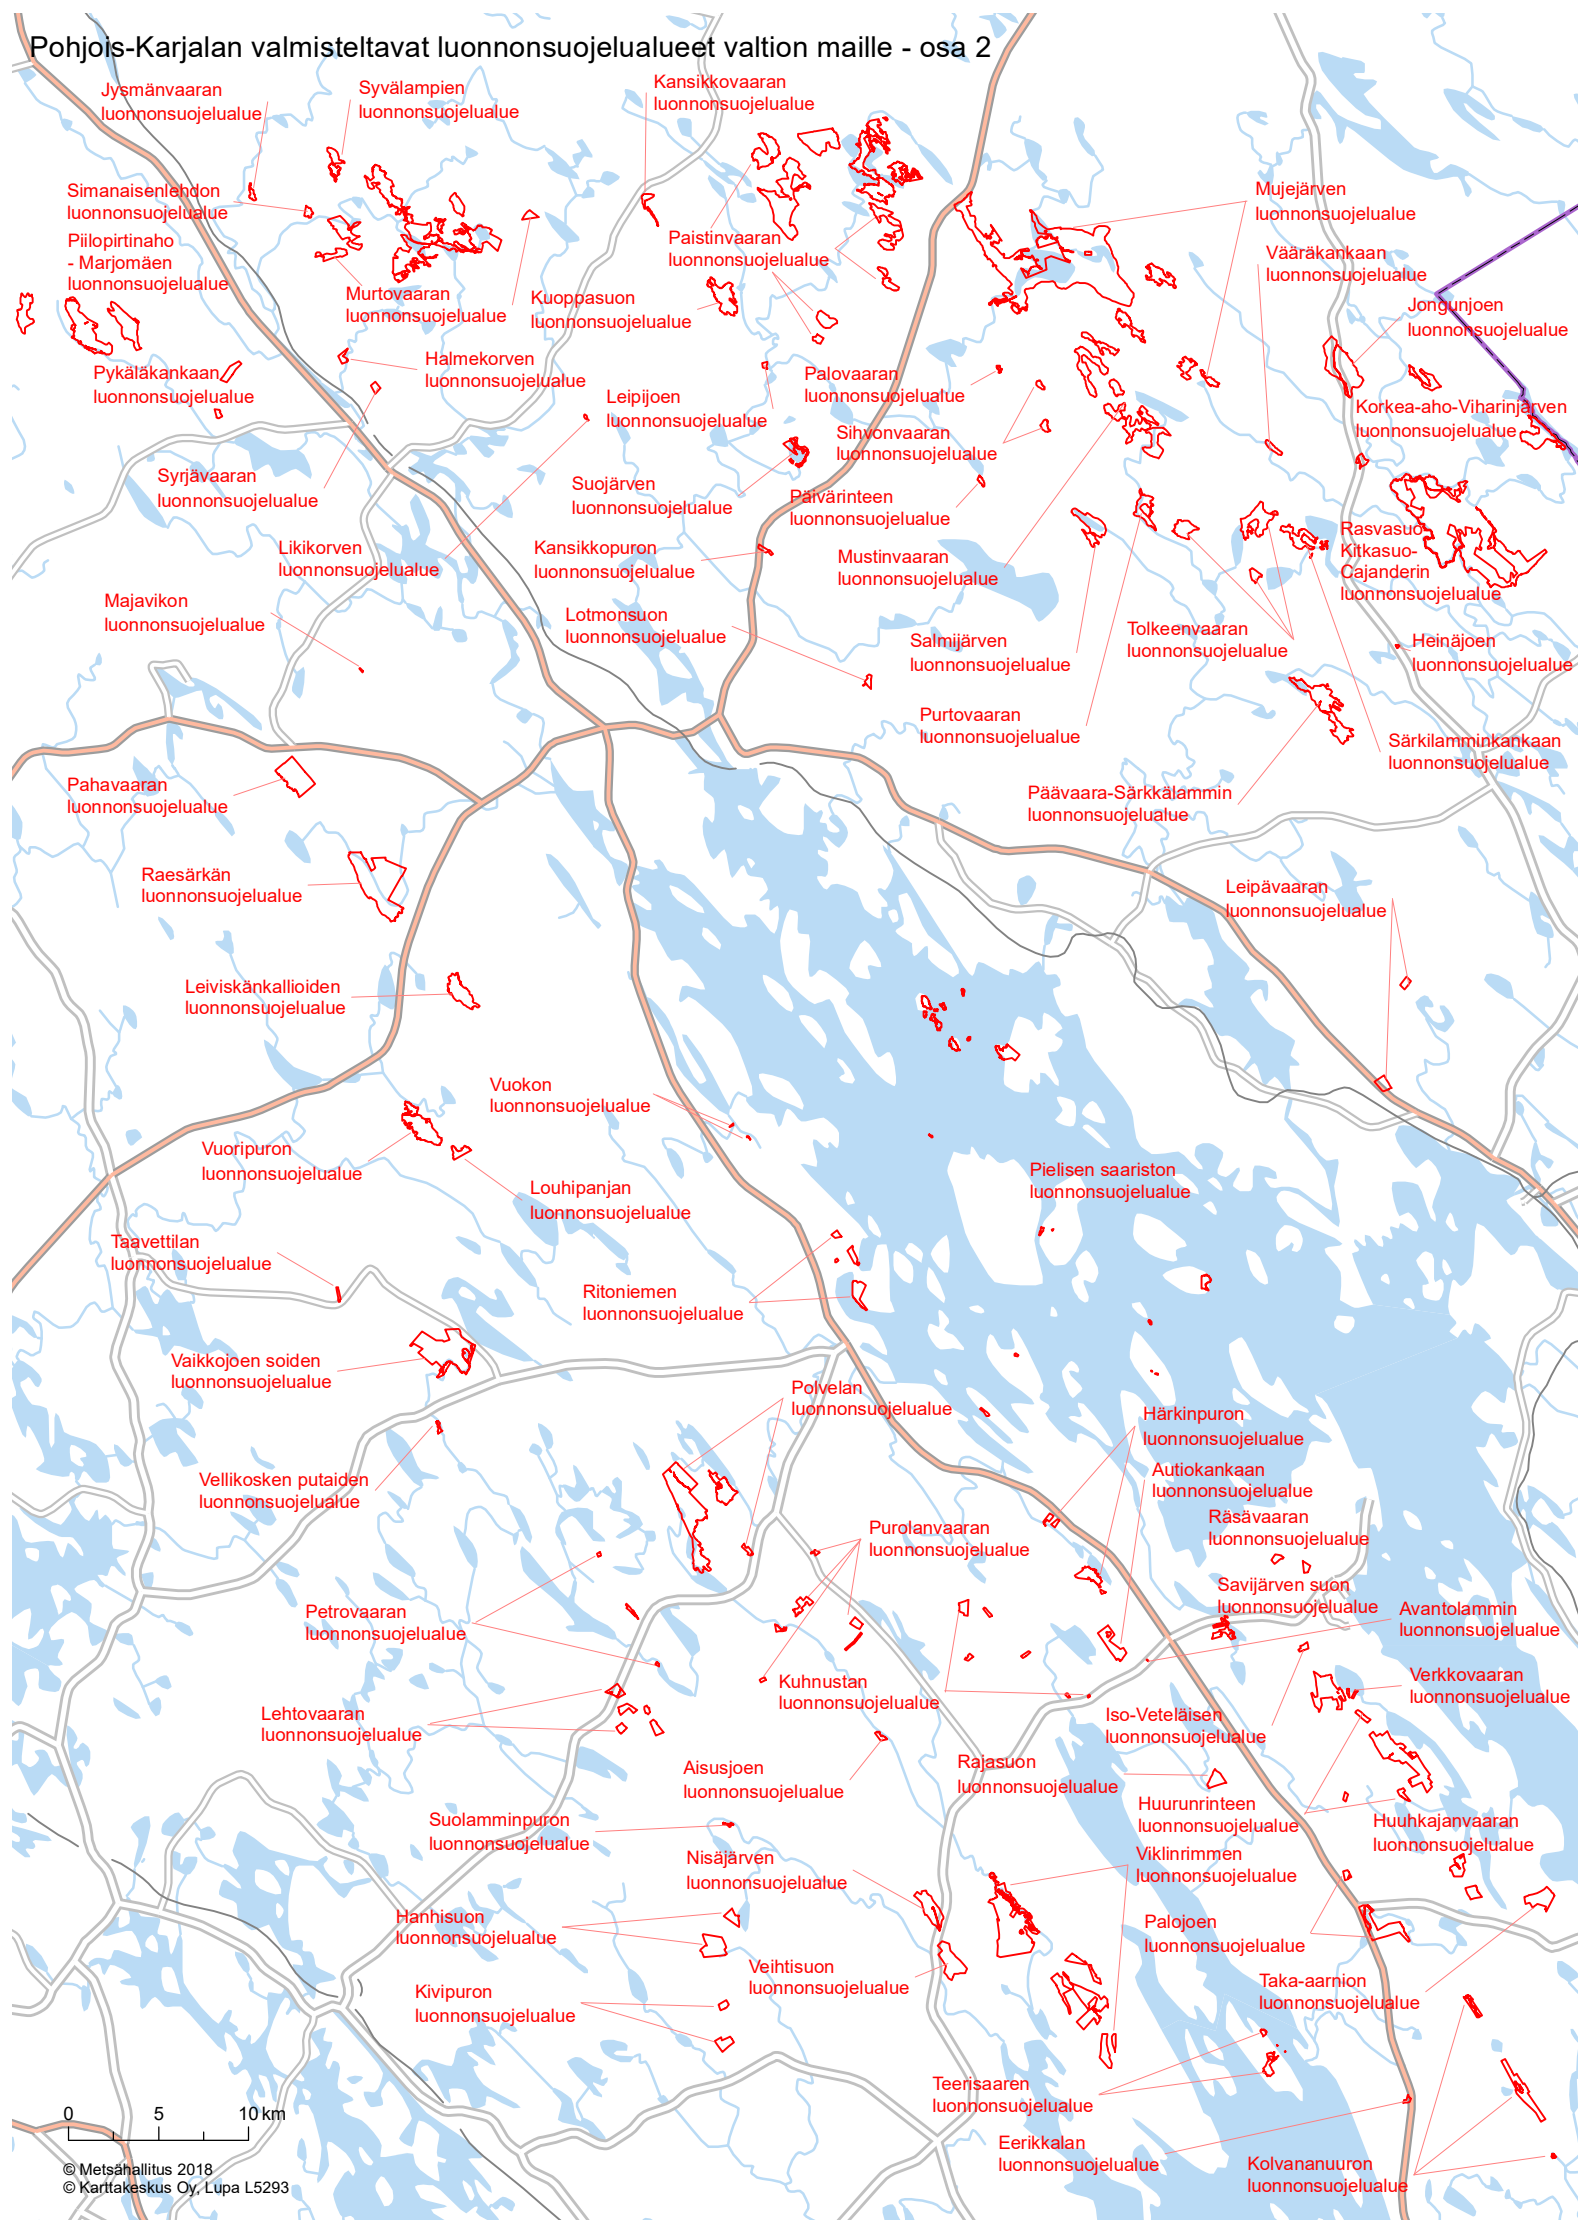 Pohjois-Karjalan valmisteltavat luonnonsuojelualueet valtion maille - osa 2
Jysmänvaaran
luonnonsuojelualue
Syvälampien
luonnonsuojelualue
Kansikkovaaran
luonnonsuojelualue
Simanaisenlehdon
luonnonsuojelualue
Piilopirtinaho
- Marjomäen
luonnonsuojelualue
Murtovaaran
luonnonsuojelualue
Kuoppasuon
luonnonsuojelualue
Paistinvaaran
luonnonsuojelualue
Mujejärven
luonnonsuojelualue
Vääräkankaan
luonnonsuojelualue
Jongunjoen
luonnonsuojelualue
Pykäläkankaan
luonnonsuojelualue
Halmekorven
luonnonsuojelualue
Leipijoen
luonnonsuojelualue
Palovaaran
luonnonsuojelualue
Korkea-aho-Viharinjärven
luonnonsuojelualue
Sihvonvaaran
luonnonsuojelualue
Syrjävaaran
luonnonsuojelualue
Suojärven
luonnonsuojelualue
Päivärinteen
luonnonsuojelualue
Likikorven
luonnonsuojelualue
Kansikkopuron
luonnonsuojelualue
Mustinvaaran
luonnonsuojelualue
Rasvasuo-
Kitkasuo-
Cajanderin
luonnonsuojelualue
Majavikon
luonnonsuojelualue
Lotmonsuon
luonnonsuojelualue
Salmijärven
luonnonsuojelualue
Tolkeenvaaran
luonnonsuojelualue
Heinäjoen
luonnonsuojelualue
Purtovaaran
luonnonsuojelualue
Särkilamminkankaan
luonnonsuojelualue
Pahavaaran
luonnonsuojelualue
Päävaara-Särkkälammin
luonnonsuojelualue
Raesärkän
luonnonsuojelualue
Leipävaaran
luonnonsuojelualue
Leiviskänkallioiden
luonnonsuojelualue
Vuokon
luonnonsuojelualue
Vuoripuron
luonnonsuojelualue
Louhipanjan
luonnonsuojelualue
Pielisen saariston
luonnonsuojelualue
Taavettilan
luonnonsuojelualue
Ritoniemen
luonnonsuojelualue
Vaikkojoen soiden
luonnonsuojelualue
Polvelan
luonnonsuojelualue
Härkinpuron
luonnonsuojelualue
Vellikosken putaiden
luonnonsuojelualue
Autiokankaan
luonnonsuojelualue
Purolanvaaran
luonnonsuojelualue
Räsävaaran
luonnonsuojelualue
Savijärven suon
luonnonsuojelualue
Petrovaaran
luonnonsuojelualue
Avantolammin
luonnonsuojelualue
Kuhnustan
luonnonsuojelualue
Verkkovaaran
luonnonsuojelualue
Lehtovaaran
luonnonsuojelualue
Iso-Veteläisen
luonnonsuojelualue
Aisusjoen
luonnonsuojelualue
Rajasuon
luonnonsuojelualue
Huurunrinteen
luonnonsuojelualue
Suolamminpuron
luonnonsuojelualue
Huuhkajanvaaran
luonnonsuojelualue
Nisäjärven
luonnonsuojelualue
Viklinrimmen
luonnonsuojelualue
Hanhisuon
luonnonsuojelualue
Palojoen
luonnonsuojelualue
Veihtisuon
luonnonsuojelualue
Taka-aarnion
luonnonsuojelualue
Kivipuron
luonnonsuojelualue
Teerisaaren
luonnonsuojelualue
Eerikkalan
luonnonsuojelualue
Kolvananuuron
luonnonsuojelualue
0 5 10 km
© Metsähallitus 2018
© Karttakeskus Oy, Lupa L5293